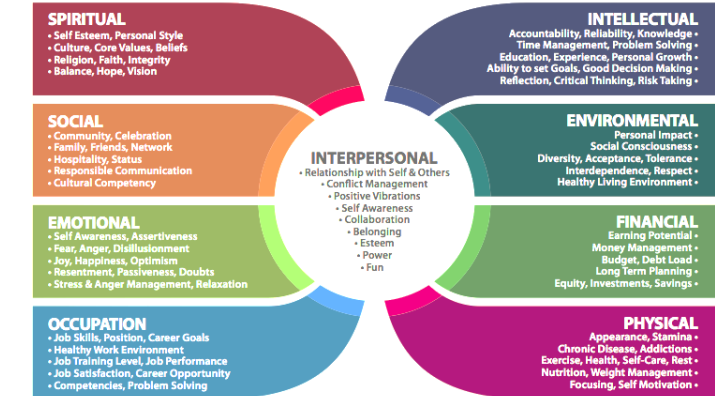 SPIRITUAL
• Self Esteem, Personal Style
• Culture, Core Values, Beliefs
• Religion, Faith, Integrity
• Balance, Hope, Vision
SOCIAL
• Community, Celebration
• Family, Friends, Network
• Hospitality, Status
• Responsible Communication
• Cultural Competency
EMOTIONAL
• Self Awareness, Assertiveness
• Fear, Anger, Disillusionment
• Joy, Happiness, Optimism
• Resentment, Passiveness, Doubts
• Stress & Anger Management, Relaxation
OCCUPATION
• Job Skills, Position, Career Goals
• Healthy Work Environment
• Job Training Level, Job Performance
• Job Satisfaction, Career Opportunity
• Competencies, Problem Solving
INTERPERSONAL
• Relationship with Self & Others
• Conflict Management
• Positive Vibrations
• Self Awareness
• Collaboration
• Belonging
• Esteem
• Power
• Fun
INTELLECTUAL
Accountability, Reliability, Knowledge •
Time Management, Problem Solving •
Education, Experience, Personal Growth •
Ability to set Goals, Good Decision Making •
Reflection, Critical Thinking, Risk Taking •
ENVIRONMENTAL
Personal Impact •
Social Consciousness •
Diversity, Acceptance, Tolerance •
Interdependence, Respect •
Healthy Living Environment •
FINANCIAL
Earning Potential •
Money Management •
Budget, Debt Load •
Long Term Planning •
Equity, Investments, Savings •
PHYSICAL
Appearance, Stamina •
Chronic Disease, Addictions •
Exercise, Health, Self-Care, Rest •
Nutrition, Weight Management •
Focusing, Self Motivation •